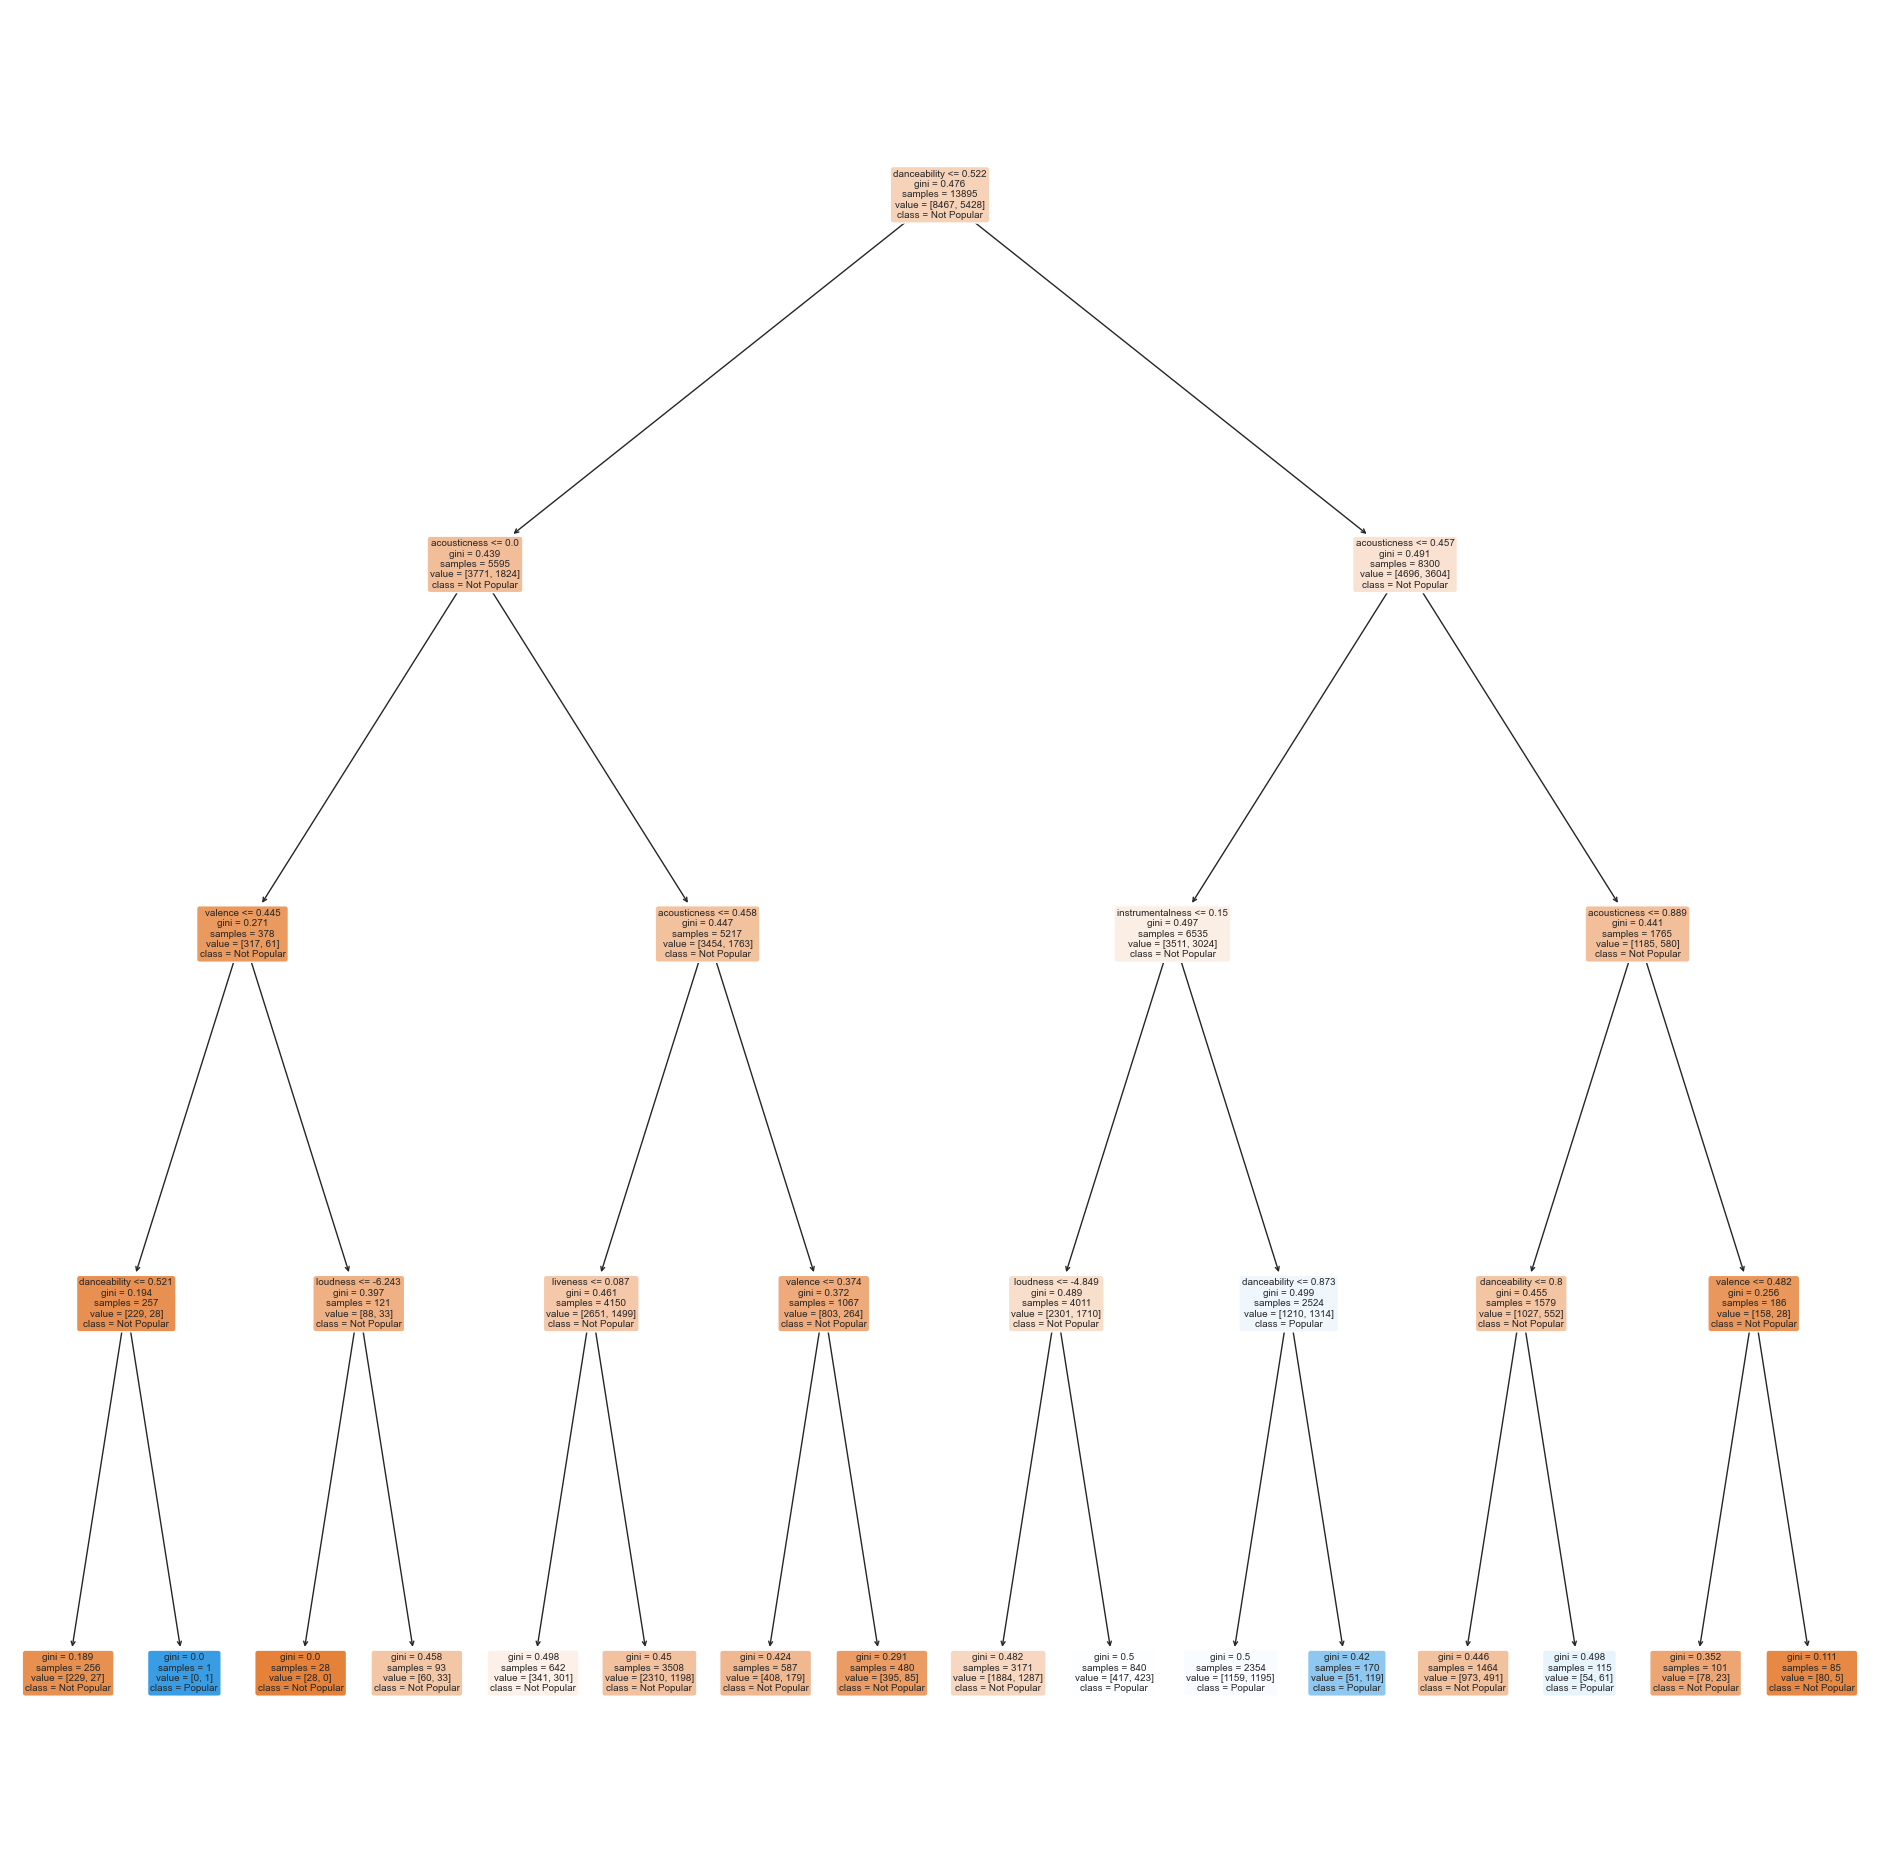 danceability <= 0.522
gini = 0.476
samples = 13895
value = [8467, 5428]
class = Not Popular
acousticness <= 0.0
gini = 0.439
samples = 5595
value = [3771, 1824]
class = Not Popular
acousticness <= 0.457
gini = 0.491
samples = 8300
value = [4696, 3604]
class = Not Popular
valence <= 0.445
gini = 0.271
samples = 378
value = [317, 61]
class = Not Popular
acousticness <= 0.458
gini = 0.447
samples = 5217
value = [3454, 1763]
class = Not Popular
instrumentalness <= 0.15
gini = 0.497
samples = 6535
value = [3511, 3024]
class = Not Popular
acousticness <= 0.889
gini = 0.441
samples = 1765
value = [1185, 580]
class = Not Popular
danceability <= 0.521
gini = 0.194
samples = 257
value = [229, 28]
class = Not Popular
loudness <= -6.243
gini = 0.397
samples = 121
value = [88, 33]
class = Not Popular
liveness <= 0.087
gini = 0.461
samples = 4150
value = [2651, 1499]
class = Not Popular
valence <= 0.374
gini = 0.372
samples = 1067
value = [803, 264]
class = Not Popular
loudness <= -4.849
gini = 0.489
samples = 4011
value = [2301, 1710]
class = Not Popular
danceability <= 0.873
gini = 0.499
samples = 2524
value = [1210, 1314]
class = Popular
danceability <= 0.8
gini = 0.455
samples = 1579
value = [1027, 552]
class = Not Popular
valence <= 0.482
gini = 0.256
samples = 186
value = [158, 28]
class = Not Popular
gini = 0.189
samples = 256
value = [229, 27]
class = Not Popular
gini = 0.0
samples = 1
value = [0, 1]
class = Popular
gini = 0.0
samples = 28
value = [28, 0]
class = Not Popular
gini = 0.458
samples = 93
value = [60, 33]
class = Not Popular
gini = 0.498
samples = 642
value = [341, 301]
class = Not Popular
gini = 0.45
samples = 3508
value = [2310, 1198]
class = Not Popular
gini = 0.424
samples = 587
value = [408, 179]
class = Not Popular
gini = 0.291
samples = 480
value = [395, 85]
class = Not Popular
gini = 0.482
samples = 3171
value = [1884, 1287]
class = Not Popular
gini = 0.5
samples = 840
value = [417, 423]
class = Popular
gini = 0.5
samples = 2354
value = [1159, 1195]
class = Popular
gini = 0.42
samples = 170
value = [51, 119]
class = Popular
gini = 0.446
samples = 1464
value = [973, 491]
class = Not Popular
gini = 0.498
samples = 115
value = [54, 61]
class = Popular
gini = 0.352
samples = 101
value = [78, 23]
class = Not Popular
gini = 0.111
samples = 85
value = [80, 5]
class = Not Popular